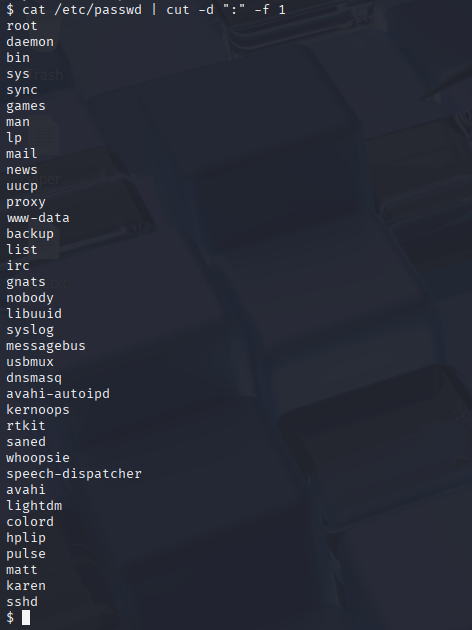 $ cat /etc/passwd | cut -d ":" -f 1
root
daemon
bin
sys
sync
games
man
lp
mail
news
uucp
proxy
www-data
backup
list
irc
gnats
nobody
libuuid
syslog
messagebus
usbmux
dnsmasq
avahi-autoipd
kernoops
rtkit
saned
whoopsie
speech-dispatcher
avahi
lightdm
colord
hplip
pulse
matt
karen
sshd
$